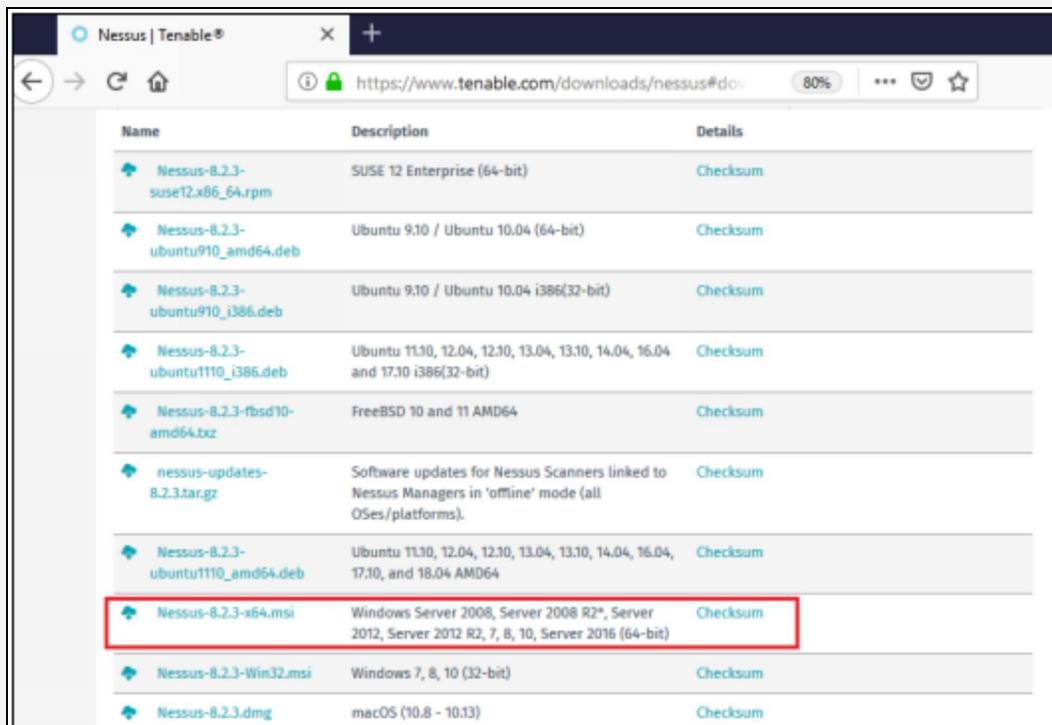 Nessus | Tenable®
https://www.tenable.com/downloads/nessus#dov
80%
Name Description Details
Nessus-8.2.3- SUSE 12 Enterprise (64-bit) Checksum
suse12.x86_64.rpm
Nessus-8.2.3- Ubuntu 9.10 / Ubuntu 10.04 (64-bit) Checksum
ubuntu910_amd64.deb
Nessus-8.2.3- Ubuntu 9.10 / Ubuntu 10.04 i386(32-bit) Checksum
ubuntu910_i386.deb
Nessus-8.2.3- Ubuntu 11.10, 12.04, 12.10, 13.04, 13.10, 14.04, 16.04 Checksum
ubuntu1110_i386.deb and 17.10 i386(32-bit)
Nessus-8.2.3-fbsd10- FreeBSD 10 and 11 AMD64 Checksum
amd64.txz
nessus-updates- Software updates for Nessus Scanners linked to Checksum
8.2.3.tar.gz Nessus Managers in 'offline' mode (all
OSes/platforms).
Nessus-8.2.3- Ubuntu 11.10, 12.04, 12.10, 13.04, 13.10, 14.04, 16.04, Checksum
ubuntu1110_amd64.deb 17.10, and 18.04 AMD64
Nessus-8.2.3-x64.msi Windows Server 2008, Server 2008 R2*, Server Checksum
2012, Server 2012 R2, 7, 8, 10, Server 2016 (64-bit)
Nessus-8.2.3-Win32.msi Windows 7, 8, 10 (32-bit) Checksum
Nessus-8.2.3.dmg macOS (10.8 - 10.13) Checksum